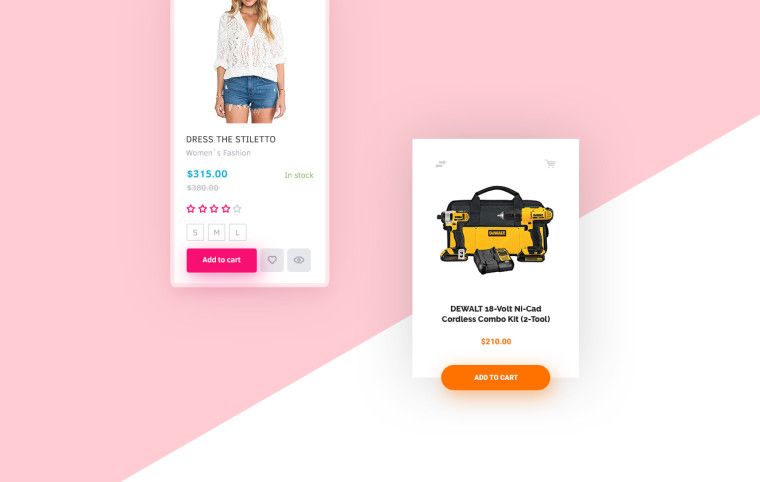 DRESS THE STILETTO
Women`s Fashion
$315.00
In stock
$380.00
S M L
Add to cart
DEWALT
DEWALT 18-Volt Ni-Cad
Cordless Combo Kit (2-Tool)
$210.00
ADD TO CART